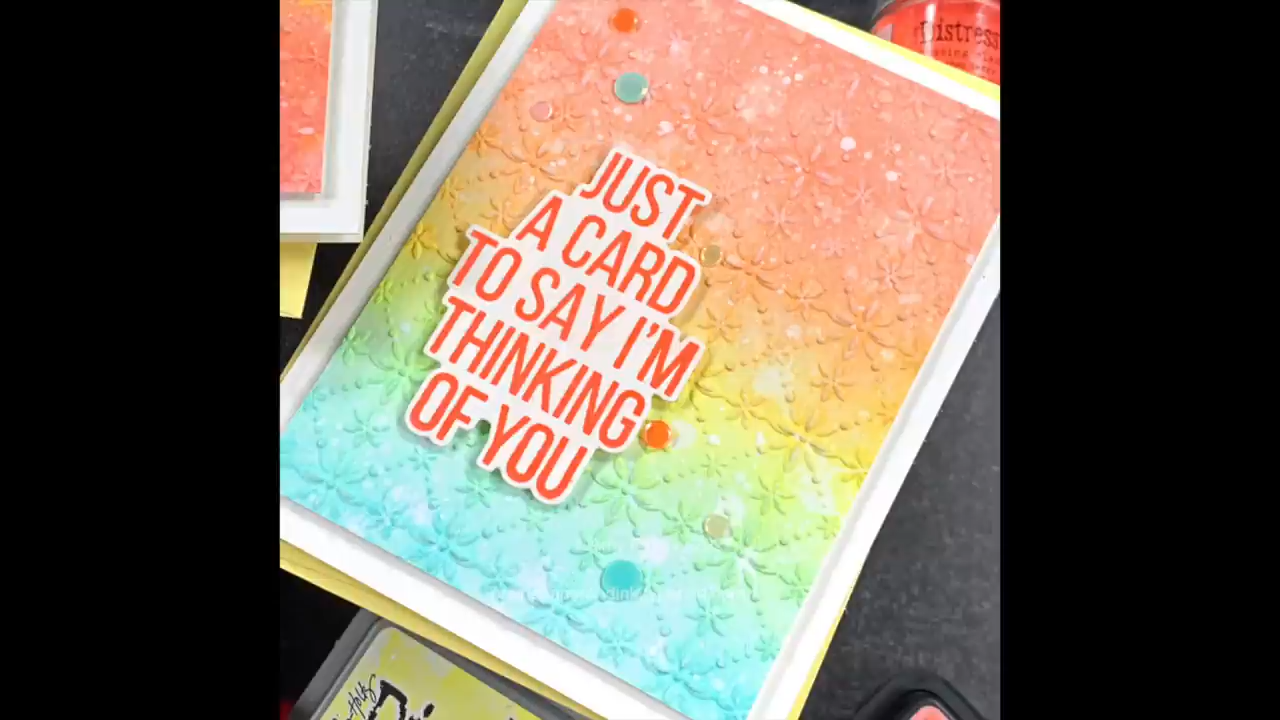 Distress
JUST
A CARD
TO SAY I'M
THINKING
OF YOU